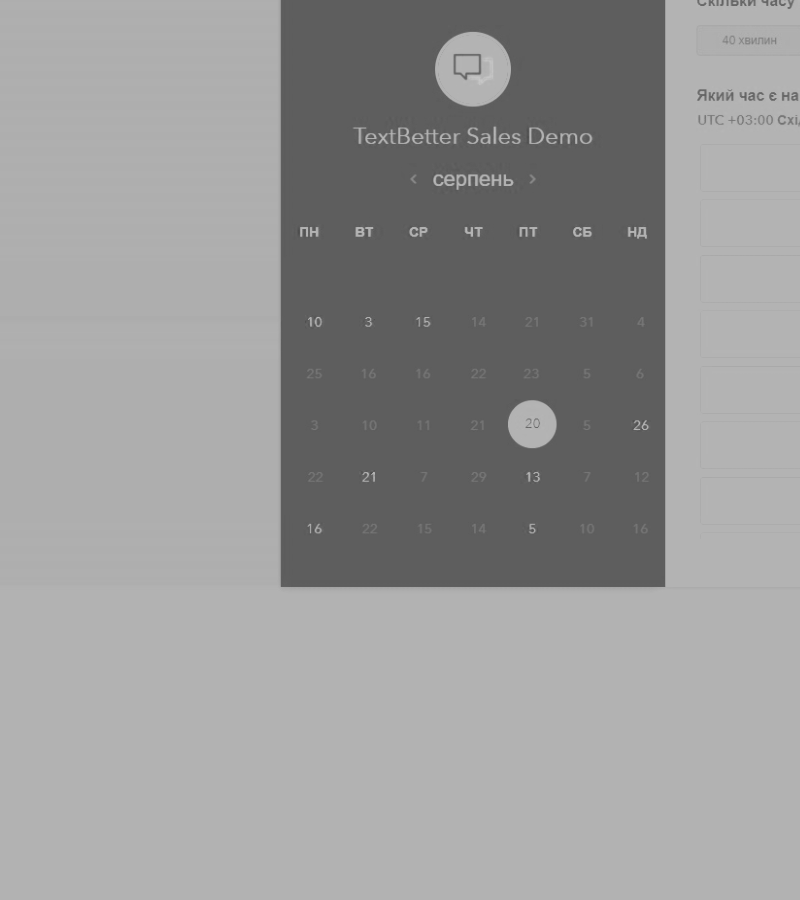 TextBetter Sales Demo
серпень
ПН ВТ СР ЧТ ПТ СБ НД
10 3 15 14 21 31 4
25 16 16 22 23 5 6
3 10 11 21 20 5 26
22 21 7 29 13 7 12
16 22 15 14 5 10 16
Скільки часу
40 хвилин
Який час є на
UTC +03:00 Схі